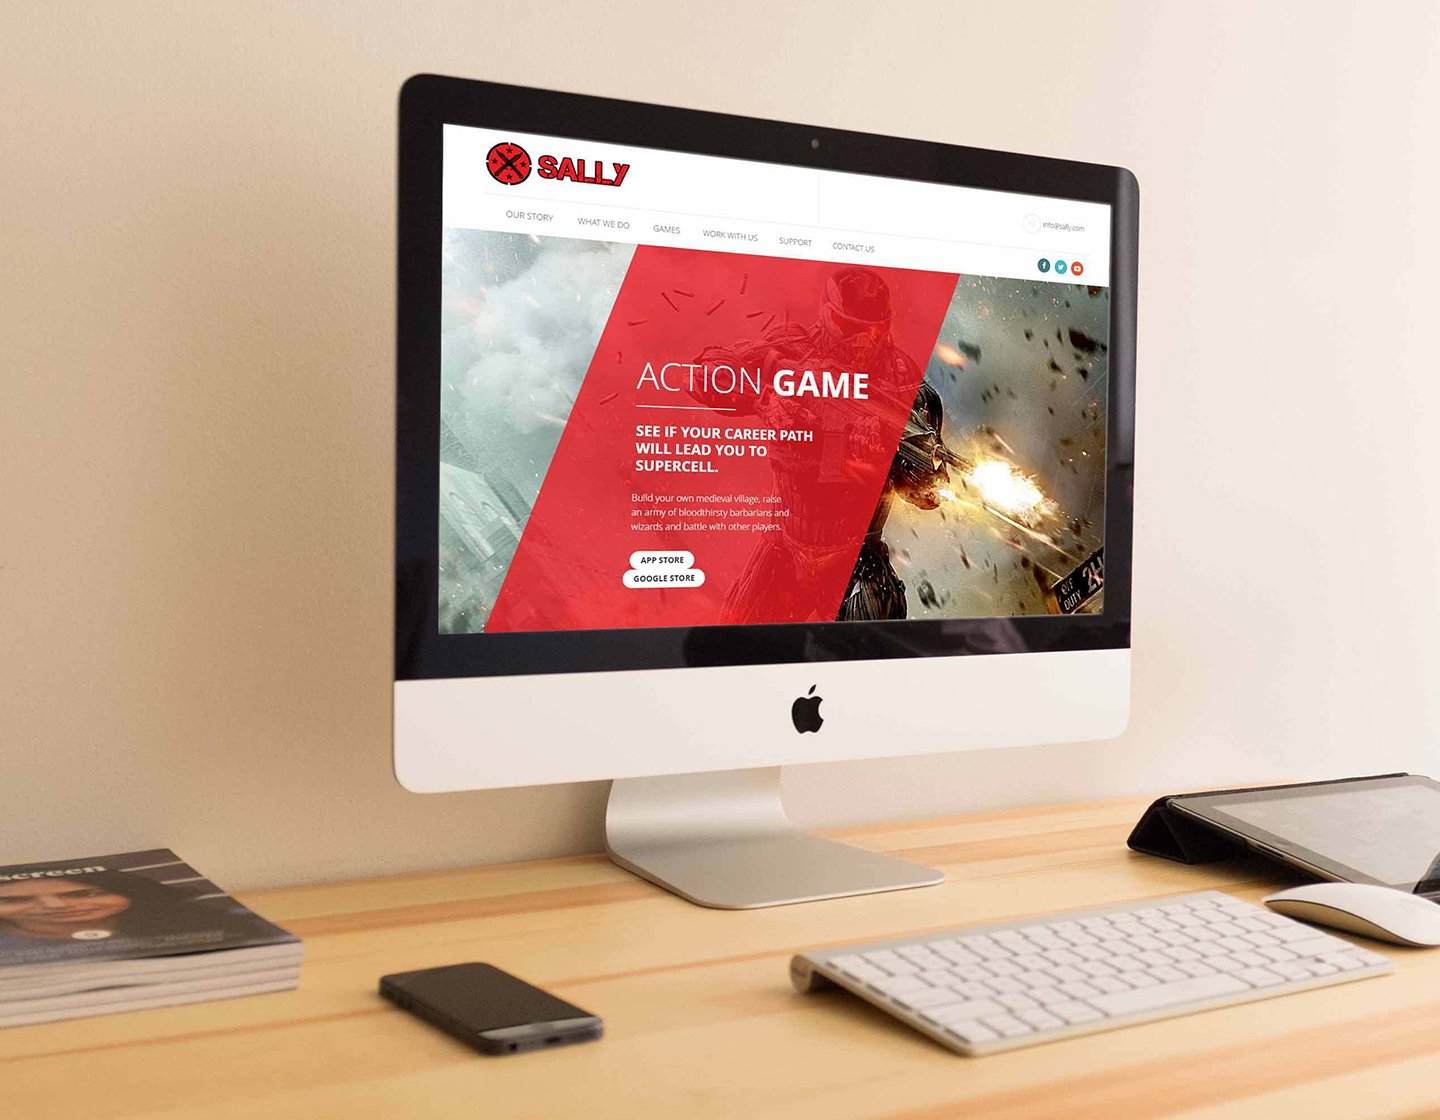 SALLY
info@sally.com
OUR STORY
WHAT WE DO
GAMES
WORK WITH US
SUPPORT
CONTACT US
ACTION GAME
SEE IF YOUR CAREER PATH
WILL LEAD YOU TO
SUPERCELL.
Build your own medieval village, raise
an army of bloodthirsty barbarians and
wizards and battle with other players.
APP STORE
GOOGLE STORE
OFF
DUTY
screen